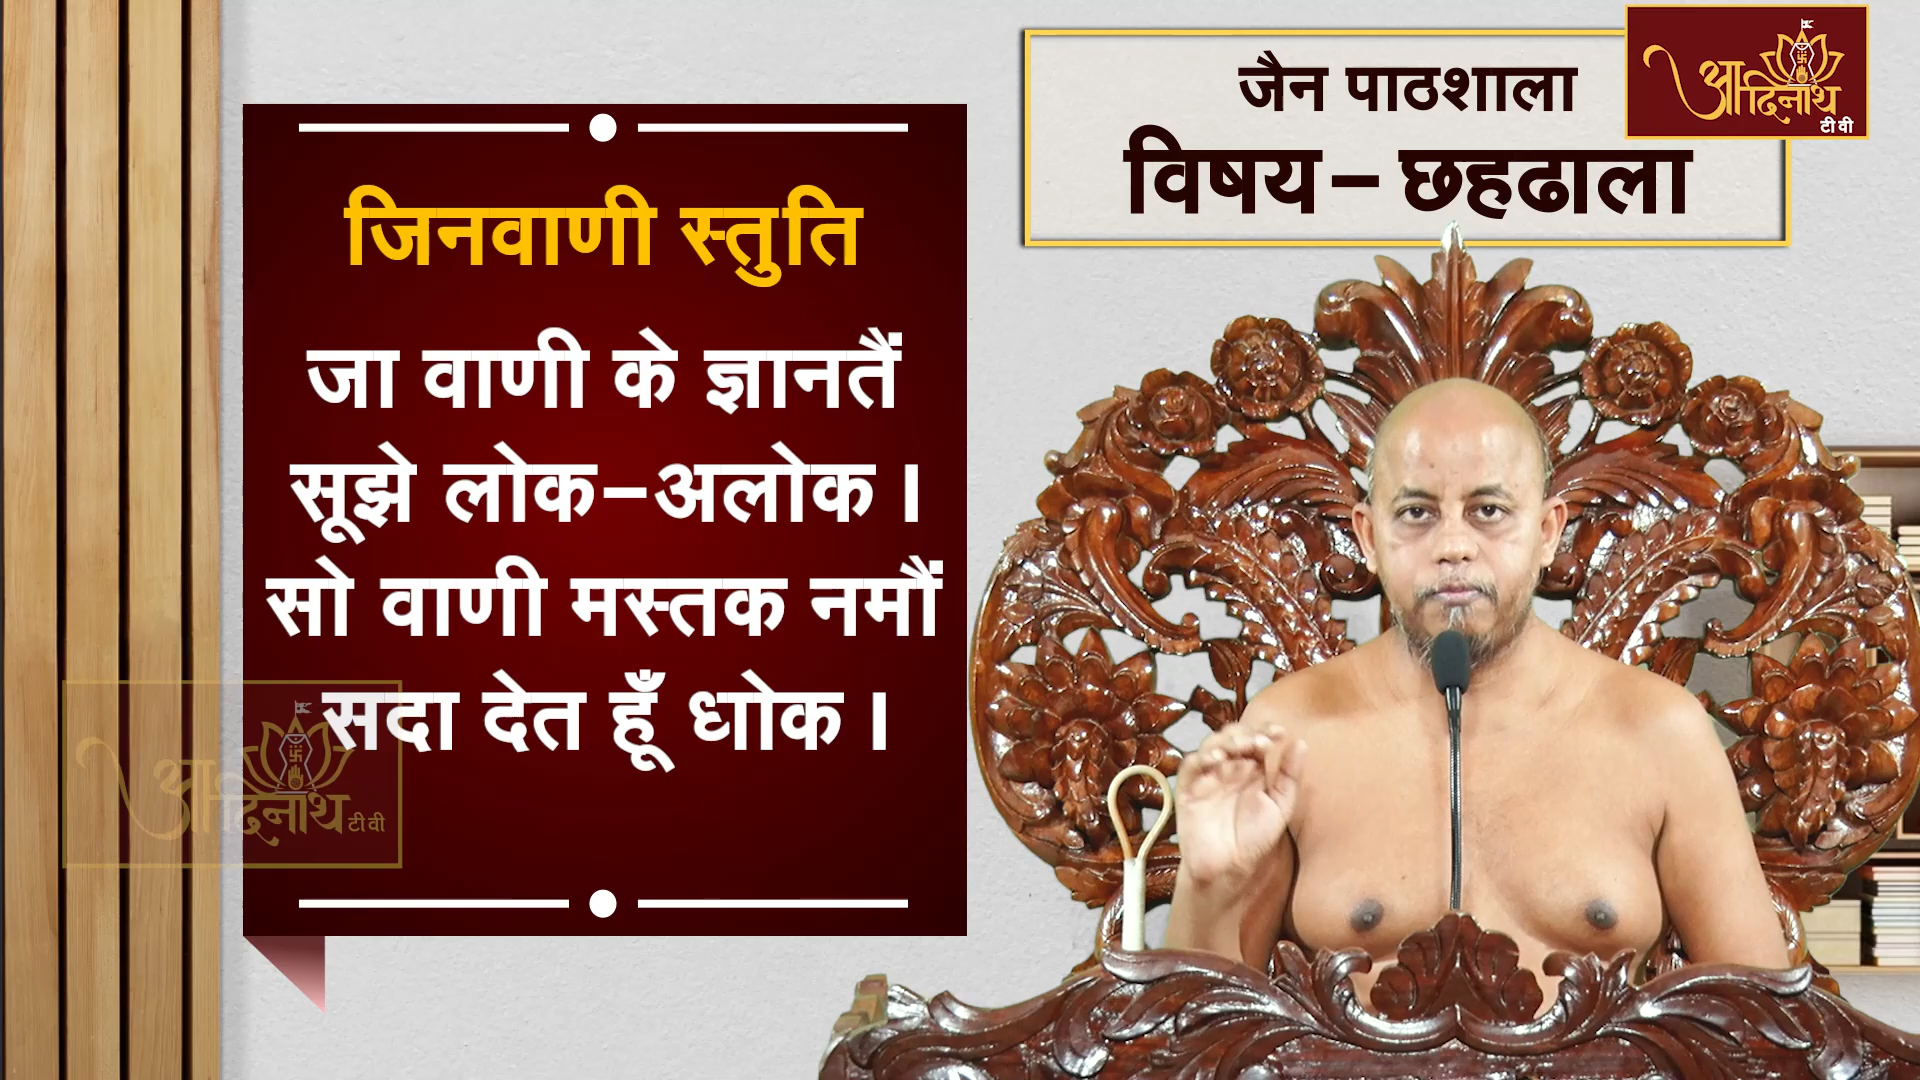 जिनवाणी स्तुति
जा वाणी के ज्ञानतैं
सूझे लोक-अलोक।
सो वाणी मस्तक नमौं
सदा देत हूँ धोक।
जैन पाठशाला
विषय - छहढाला
आदिनाथ
टी वी
आदिनाथ
टी वी